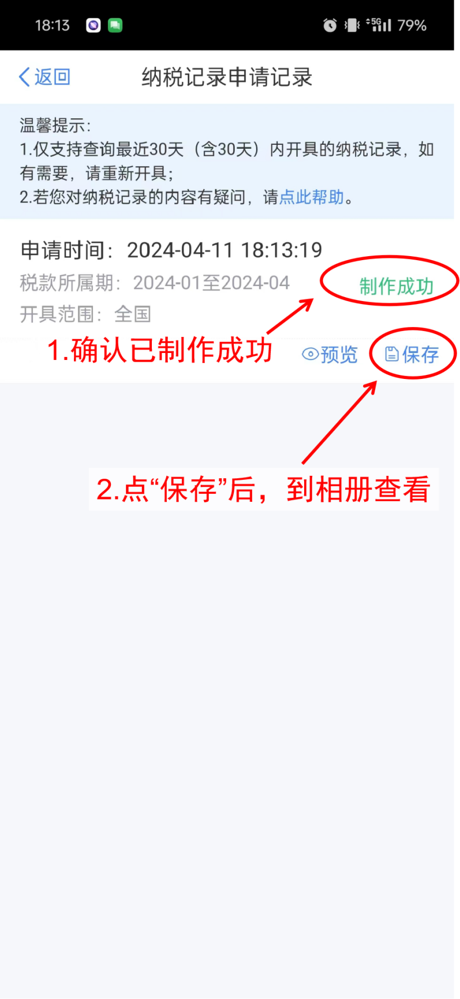 18:13
5G 79%
返回
纳税记录申请记录
温馨提示：
1.仅支持查询最近30天（含30天）内开具的纳税记录，如
有需要，请重新开具；
2.若您对纳税记录的内容有疑问，请点此帮助。
申请时间：2024-04-11 18:13:19
税款所属期：2024-01至2024-04
制作成功
开具范围：全国
1.确认已制作成功
预览
保存
2.点“保存”后，到相册查看